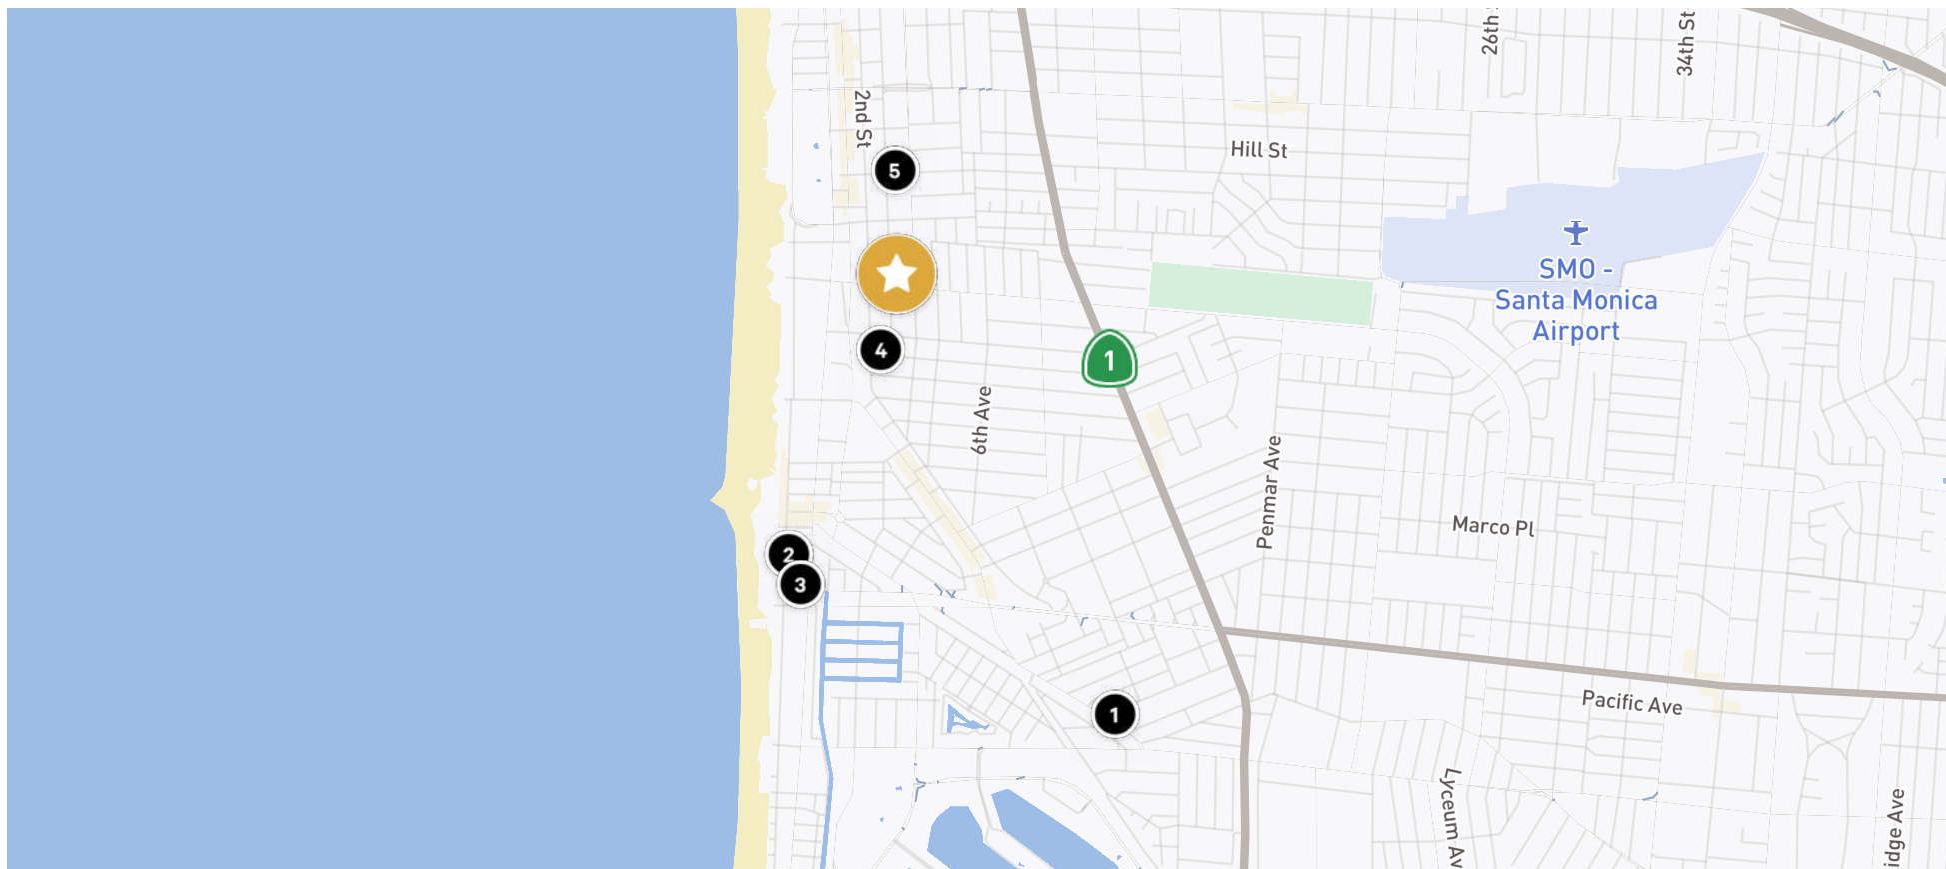 26th
34th St
2nd St
Hill St
5
SMO -
Santa Monica
Airport
4
1
6th Ave
Penmar Ave
Marco Pl
2
3
Pacific Ave
1
Lyceum Av
idge Ave